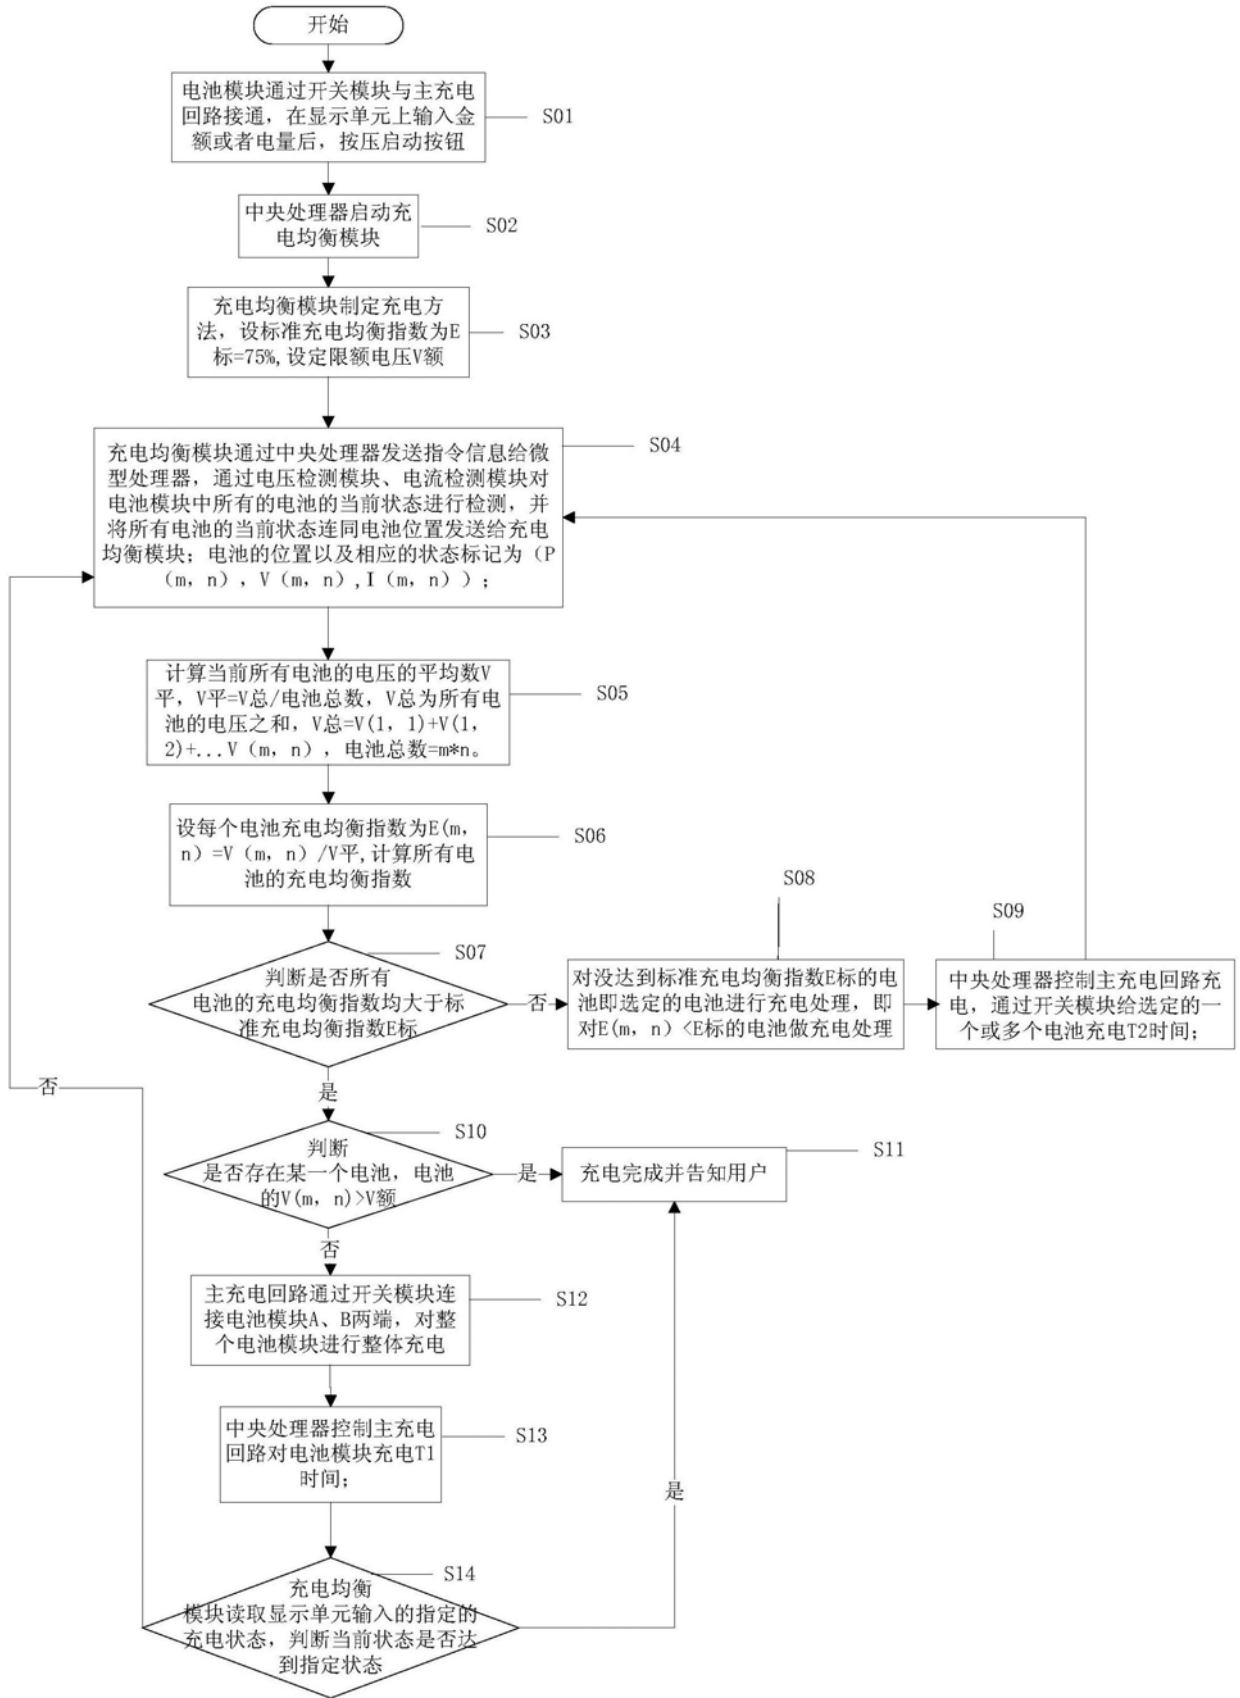 开始
电池模块通过开关模块与主充电
回路接通，在显示单元上输入金
额或者电量后，按压启动按钮
S01
中央处理器启动充
电均衡模块
S02
充电均衡模块制定充电方
法，设标准充电均衡指数为E
标=75%,设定限额电压V额
S03
充电均衡模块通过中央处理器发送指令信息给微
型处理器，通过电压检测模块、电流检测模块对
电池模块中所有的电池的当前状态进行检测，并
将所有电池的当前状态连同电池位置发送给充电
均衡模块；电池的位置以及相应的状态标记为（P
（m，n），V（m，n）,I（m，n））；
S04
计算当前所有电池的电压的平均数V
平，V平=V总/电池总数，V总为所有电
池的电压之和，V总=V(1，1)+V(1，
2)+...V（m，n），电池总数=m*n。
S05
设每个电池充电均衡指数为E(m，
n）=V（m，n）/V平,计算所有电
池的充电均衡指数
S06
S07
判断是否所有
电池的充电均衡指数均大于标
准充电均衡指数E标
否
S08
对没达到标准充电均衡指数E标的电
池即选定的电池进行充电处理，即
对E(m，n）<E标的电池做充电处理
S09
中央处理器控制主充电回路充
电，通过开关模块给选定的一
个或多个电池充电T2时间；
否
是
S10
判断
是否存在某一个电池，电池
的V(m，n)>V额
是
S11
充电完成并告知用户
否
主充电回路通过开关模块连
接电池模块A、B两端，对整
个电池模块进行整体充电
S12
中央处理器控制主充电
回路对电池模块充电T1
时间；
S13
是
S14
充电均衡
模块读取显示单元输入的指定的
充电状态，判断当前状态是否达
到指定状态